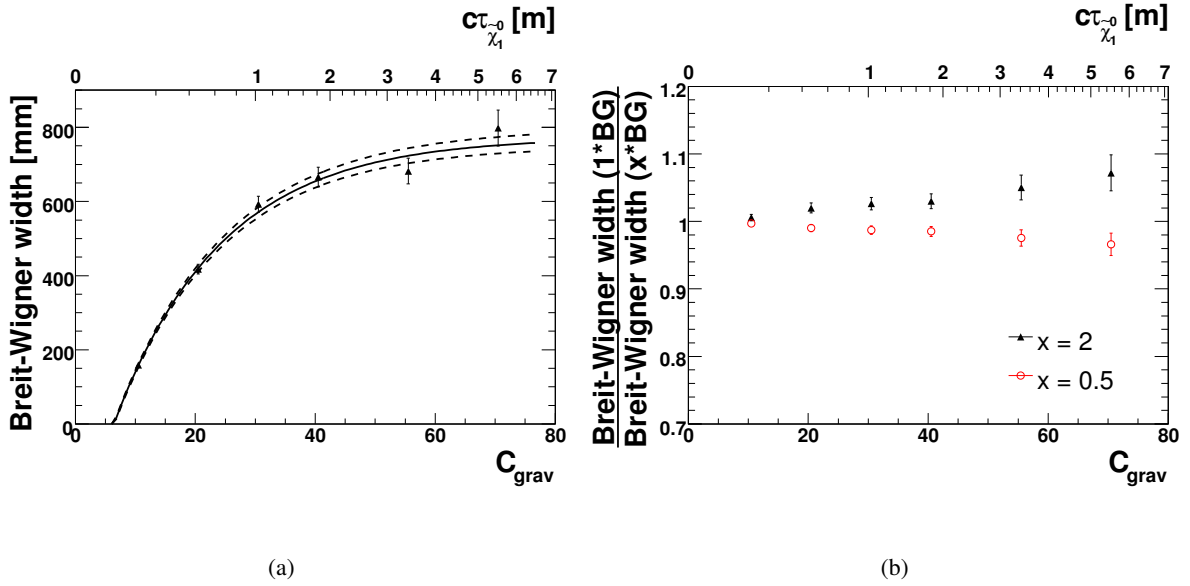 cτ_χ̃₁⁰ [m]
0 1 2 3 4 5 6 7
Breit-Wigner width [mm]
800
600
400
200
0
20 40 60 80
C_grav
(a)
cτ_χ̃₁⁰ [m]
0 1 2 3 4 5 6 7
Breit-Wigner width (1*BG)
Breit-Wigner width (x*BG)
1.2
1.1
1
0.9
0.8
0.7
x = 2
x = 0.5
0 20 40 60 80
C_grav
(b)